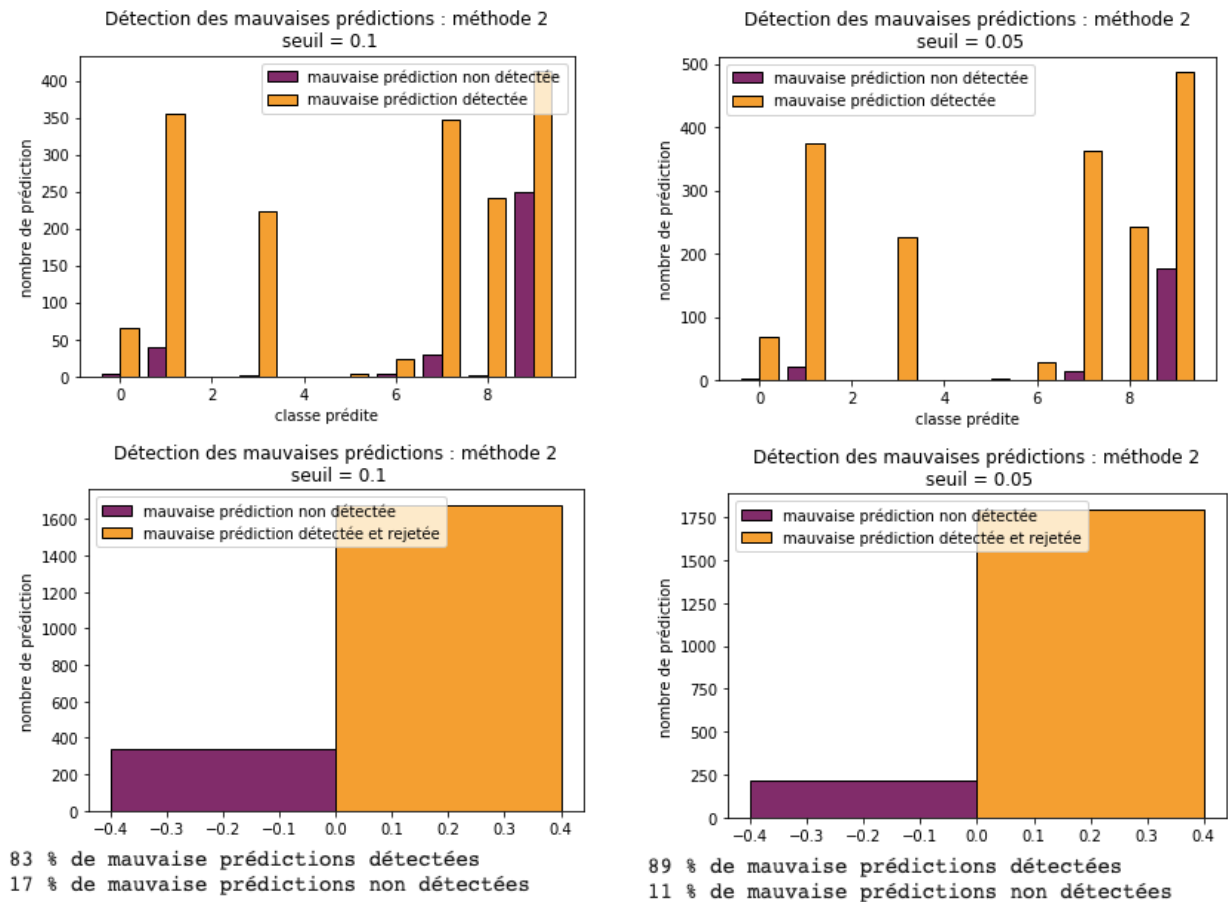 Détection des mauvaises prédictions : méthode 2
seuil = 0.1
mauvaise prédiction non détectée
mauvaise prédiction détectée
nombre de prédiction
400
350
300
250
200
150
100
50
0
0 2 4 6 8
classe prédite
Détection des mauvaises prédictions : méthode 2
seuil = 0.05
mauvaise prédiction non détectée
mauvaise prédiction détectée
nombre de prédiction
500
400
300
200
100
0
0 2 4 6 8
classe prédite
Détection des mauvaises prédictions : méthode 2
seuil = 0.1
mauvaise prédiction non détectée
mauvaise prédiction détectée et rejetée
nombre de prédiction
1600
1400
1200
1000
800
600
400
200
0
−0.4 −0.3 −0.2 −0.1 0.0 0.1 0.2 0.3 0.4
83 % de mauvaise prédictions détectées
17 % de mauvaise prédictions non détectées
Détection des mauvaises prédictions : méthode 2
seuil = 0.05
mauvaise prédiction non détectée
mauvaise prédiction détectée et rejetée
nombre de prédiction
1750
1500
1250
1000
750
500
250
0
−0.4 −0.3 −0.2 −0.1 0.0 0.1 0.2 0.3 0.4
89 % de mauvaise prédictions détectées
11 % de mauvaise prédictions non détectées